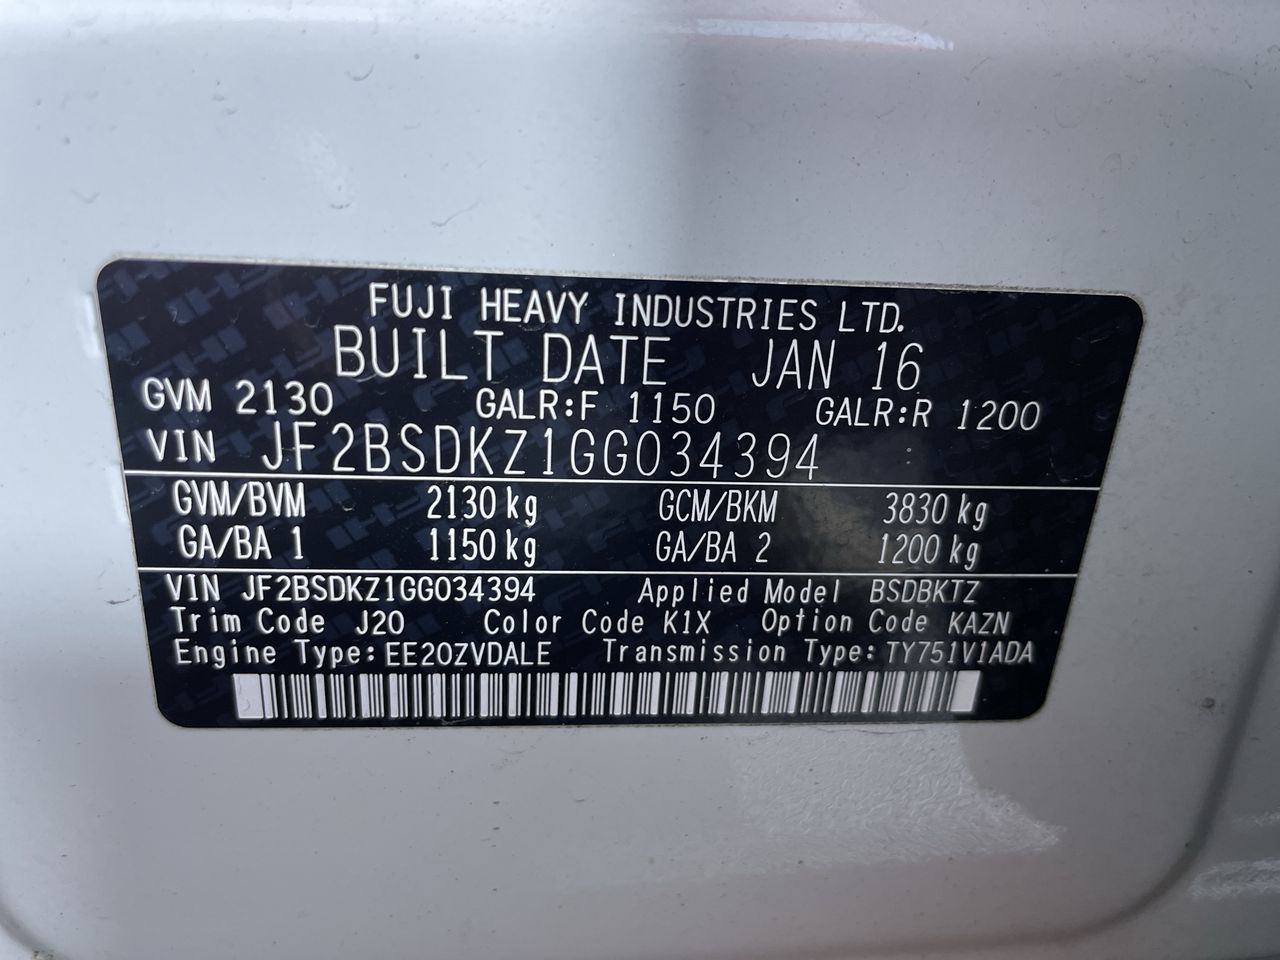 FUJI HEAVY INDUSTRIES LTD.
BUILT DATE JAN 16
GVM 2130 GALR:F 1150 GALR:R 1200
VIN JF2BSDKZ1GG034394
GVM/BVM 2130 kg GCM/BKM 3830 kg
GA/BA 1 1150 kg GA/BA 2 1200 kg
VIN JF2BSDKZ1GG034394 Applied Model BSDBKTZ
Trim Code J20 Color Code K1X Option Code KAZN
Engine Type: EE20ZVDALE Transmission Type: TY751V1ADA